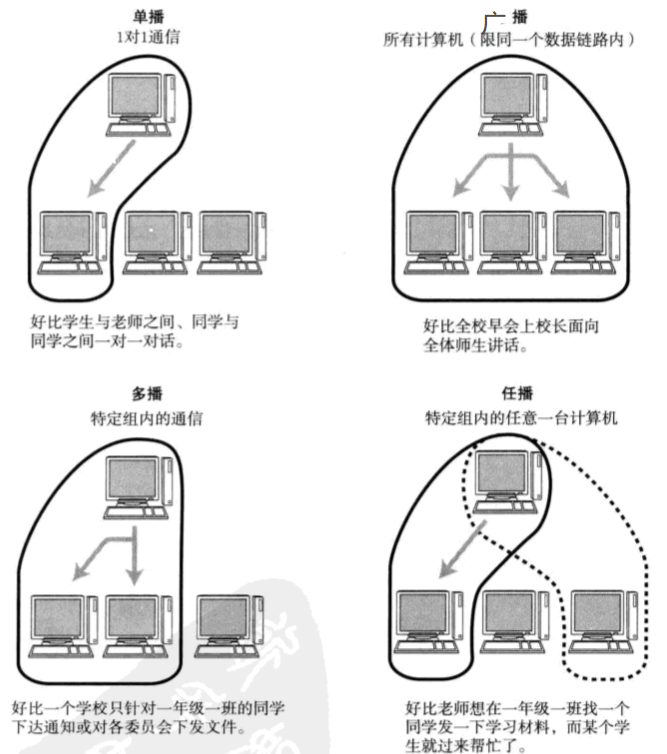 单播
1对1通信
好比学生与老师之间、同学与
同学之间一对一对话。
广播
所有计算机（限同一个数据链路内）
好比全校早会上校长面向
全体师生讲话。
多播
特定组内的通信
好比一个学校只针对一年级一班的同学
下达通知或对各委员会下发文件。
任播
特定组内的任意一台计算机
好比老师想在一年级一班找一个
同学发一下学习材料，而某个学
生就过来帮忙了。